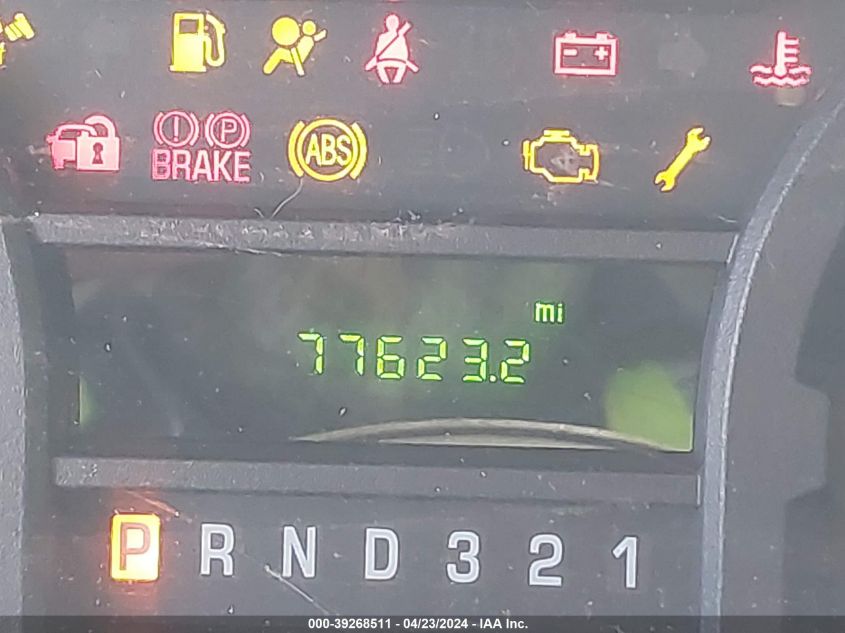 BRAKE
ABS
mi
77623.2
P R N D 3 2 1
000-39268511 - 04/23/2024 - IAA Inc.